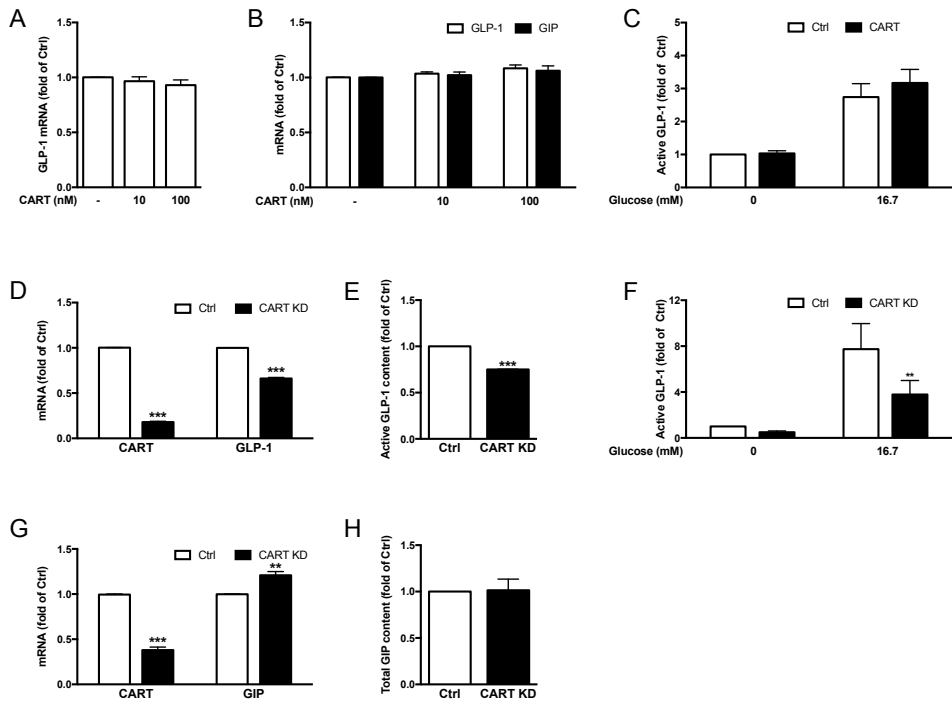 A
GLP-1 mRNA (fold of Ctrl)
1.5
1.0
0.5
0.0
CART (nM) - 10 100
B
GLP-1 GIP
mRNA (fold of Ctrl)
1.5
1.0
0.5
0.0
CART (nM) - 10 100
C
Ctrl CART
Active GLP-1 (fold of Ctrl)
5
4
3
2
1
0
Glucose (mM) 0 16.7
D
Ctrl CART KD
mRNA (fold of Ctrl)
1.5
1.0
0.5
0.0
***
***
CART GLP-1
E
Active GLP-1 content (fold of Ctrl)
1.5
1.0
0.5
0.0
***
Ctrl CART KD
F
Ctrl CART KD
Active GLP-1 (fold of Ctrl)
12
8
4
0
**
Glucose (mM) 0 16.7
G
Ctrl CART KD
mRNA (fold of Ctrl)
1.5
1.0
0.5
0.0
***
**
CART GIP
H
Total GIP content (fold of Ctrl)
1.5
1.0
0.5
0.0
Ctrl CART KD